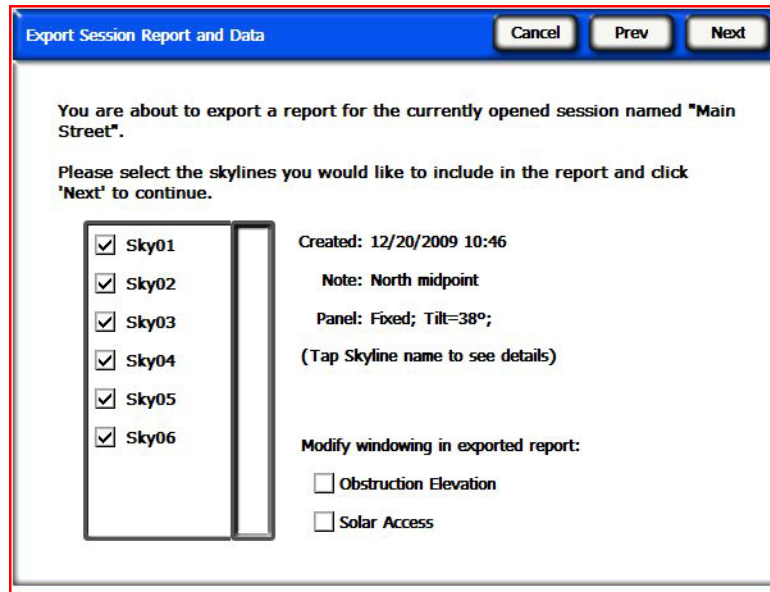 Export Session Report and Data
Cancel
Prev
Next
You are about to export a report for the currently opened session named "Main
Street".
Please select the skylines you would like to include in the report and click
'Next' to continue.
Sky01
Sky02
Sky03
Sky04
Sky05
Sky06
Created: 12/20/2009 10:46
Note: North midpoint
Panel: Fixed; Tilt=38º;
(Tap Skyline name to see details)
Modify windowing in exported report:
Obstruction Elevation
Solar Access